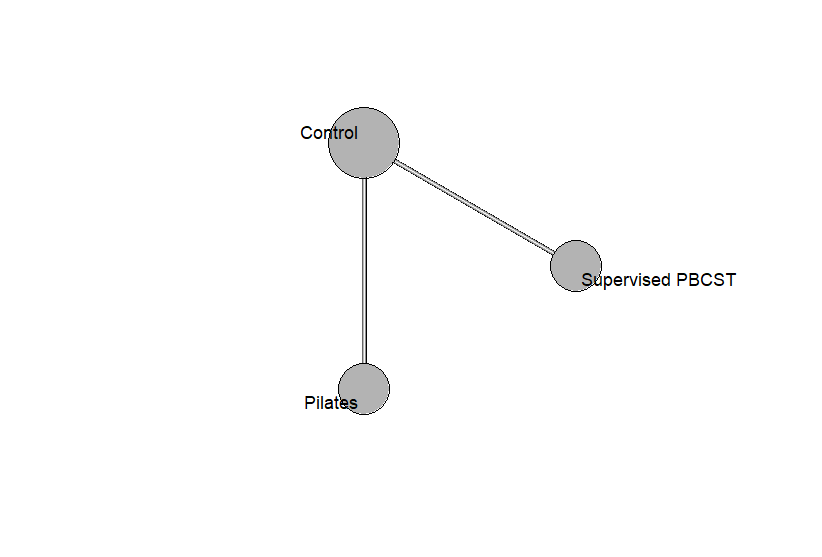 Control
Supervised PBCST
Pilates